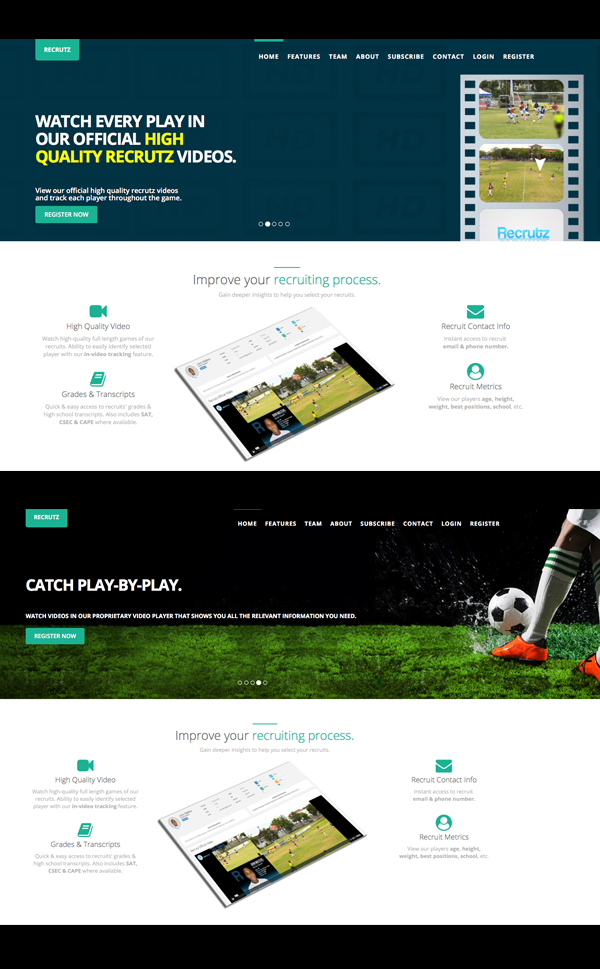 RECRUTZ
HOME FEATURES TEAM ABOUT SUBSCRIBE CONTACT LOGIN REGISTER
WATCH EVERY PLAY IN
OUR OFFICIAL HIGH
QUALITY RECRUTZ VIDEOS.
View our official high quality recrutz videos
and track each player throughout the game.
REGISTER NOW
Recrutz
Improve your recruiting process.
Gain deeper insights to help you select your recruits.
High Quality Video
Watch high-quality full length games of our
recruits. Ability to easily identify selected
player with our in-video tracking feature.
Grades & Transcripts
Quick & easy access to recruits' grades &
high school transcripts. Also includes SAT,
CSEC & CAPE where available.
Recruit Contact Info
Instant access to recruit
email & phone number.
Recruit Metrics
View our players age, height,
weight, best positions, school, etc.
RECRUTZ
HOME FEATURES TEAM ABOUT SUBSCRIBE CONTACT LOGIN REGISTER
CATCH PLAY-BY-PLAY.
WATCH VIDEOS IN OUR PROPRIETARY VIDEO PLAYER THAT SHOWS YOU ALL THE RELEVANT INFORMATION YOU NEED.
REGISTER NOW
Improve your recruiting process.
Gain deeper insights to help you select your recruits.
High Quality Video
Watch high-quality full length games of our
recruits. Ability to easily identify selected
player with our in-video tracking feature.
Grades & Transcripts
Quick & easy access to recruits' grades &
high school transcripts. Also includes SAT,
CSEC & CAPE where available.
Recruit Contact Info
Instant access to recruit
email & phone number.
Recruit Metrics
View our players age, height,
weight, best positions, school, etc.